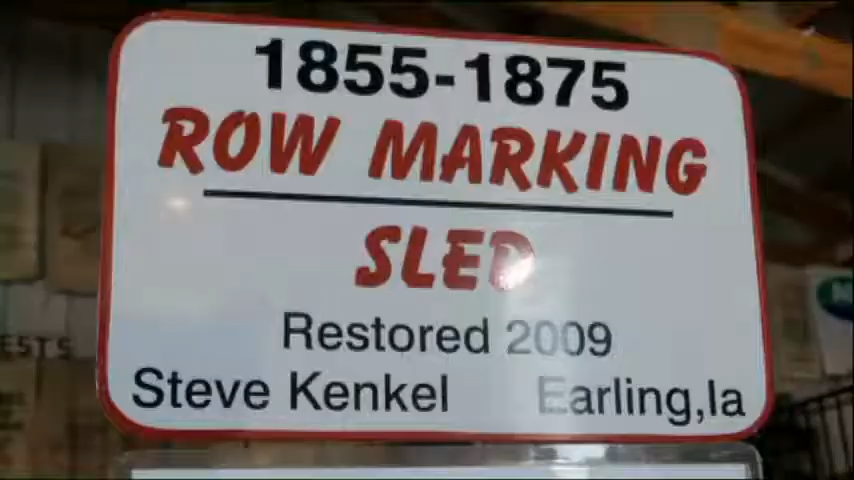 1855-1875
ROW MARKING
SLED
Restored 2009
Steve Kenkel Earling,Ia